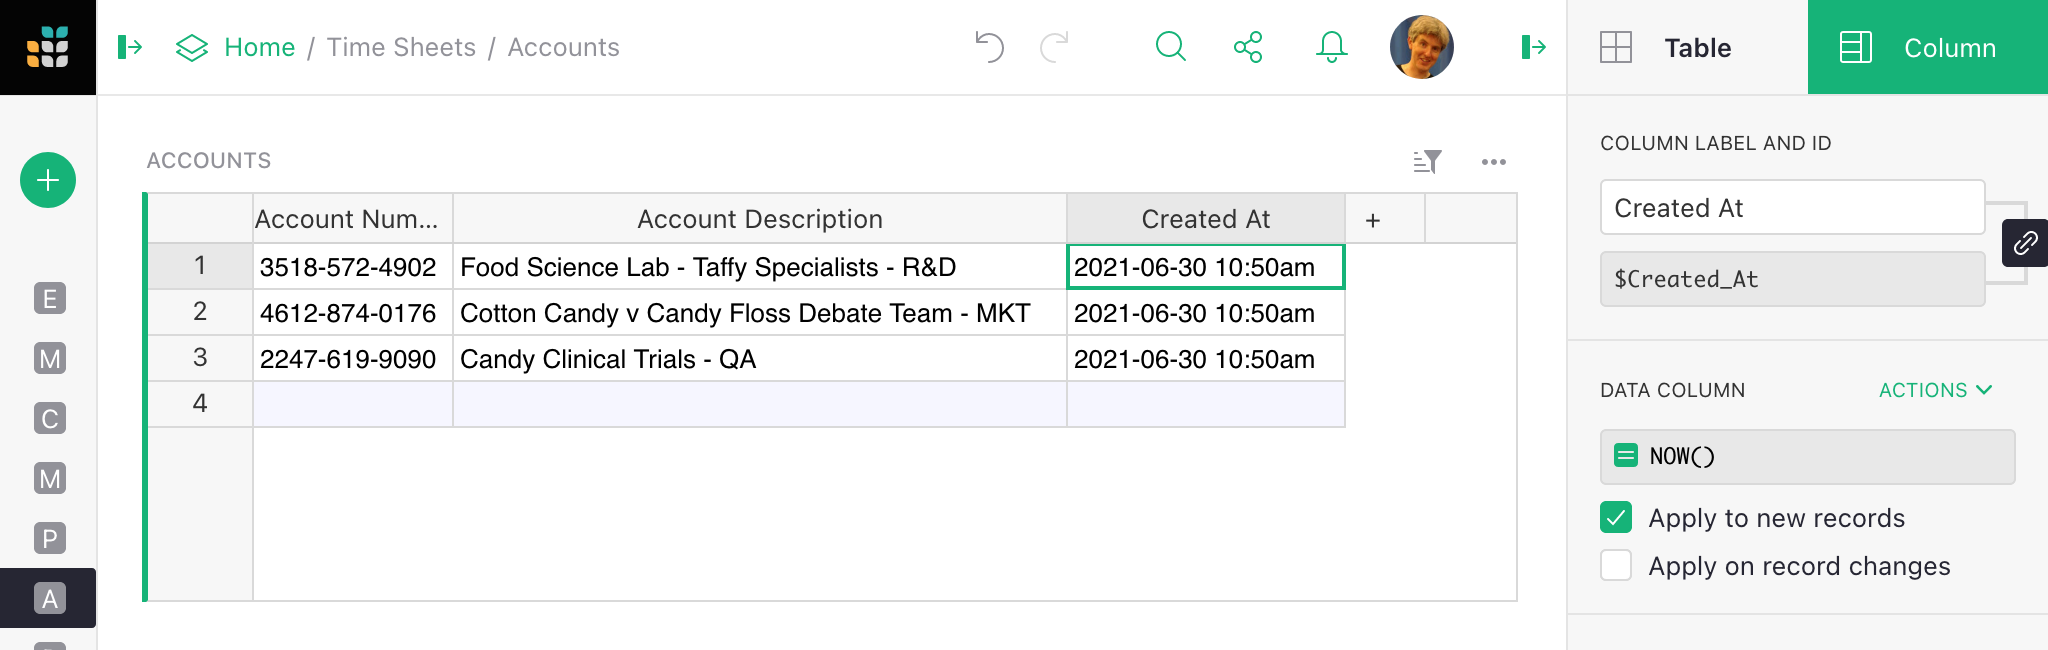 Home / Time Sheets / Accounts
Table
Column
ACCOUNTS
Account Num... Account Description Created At +
1 3518-572-4902 Food Science Lab - Taffy Specialists - R&D 2021-06-30 10:50am
2 4612-874-0176 Cotton Candy v Candy Floss Debate Team - MKT 2021-06-30 10:50am
3 2247-619-9090 Candy Clinical Trials - QA 2021-06-30 10:50am
4
E
M
C
M
P
A
COLUMN LABEL AND ID
Created At
$Created_At
DATA COLUMN ACTIONS
= NOW()
Apply to new records
Apply on record changes